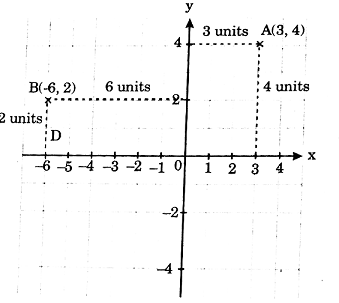 y
3 units A(3, 4)
4
B(-6, 2) 6 units 4 units
2
2 units
D
-6 -5 -4 -3 -2 -1 0 1 2 3 4 x
-2
-4